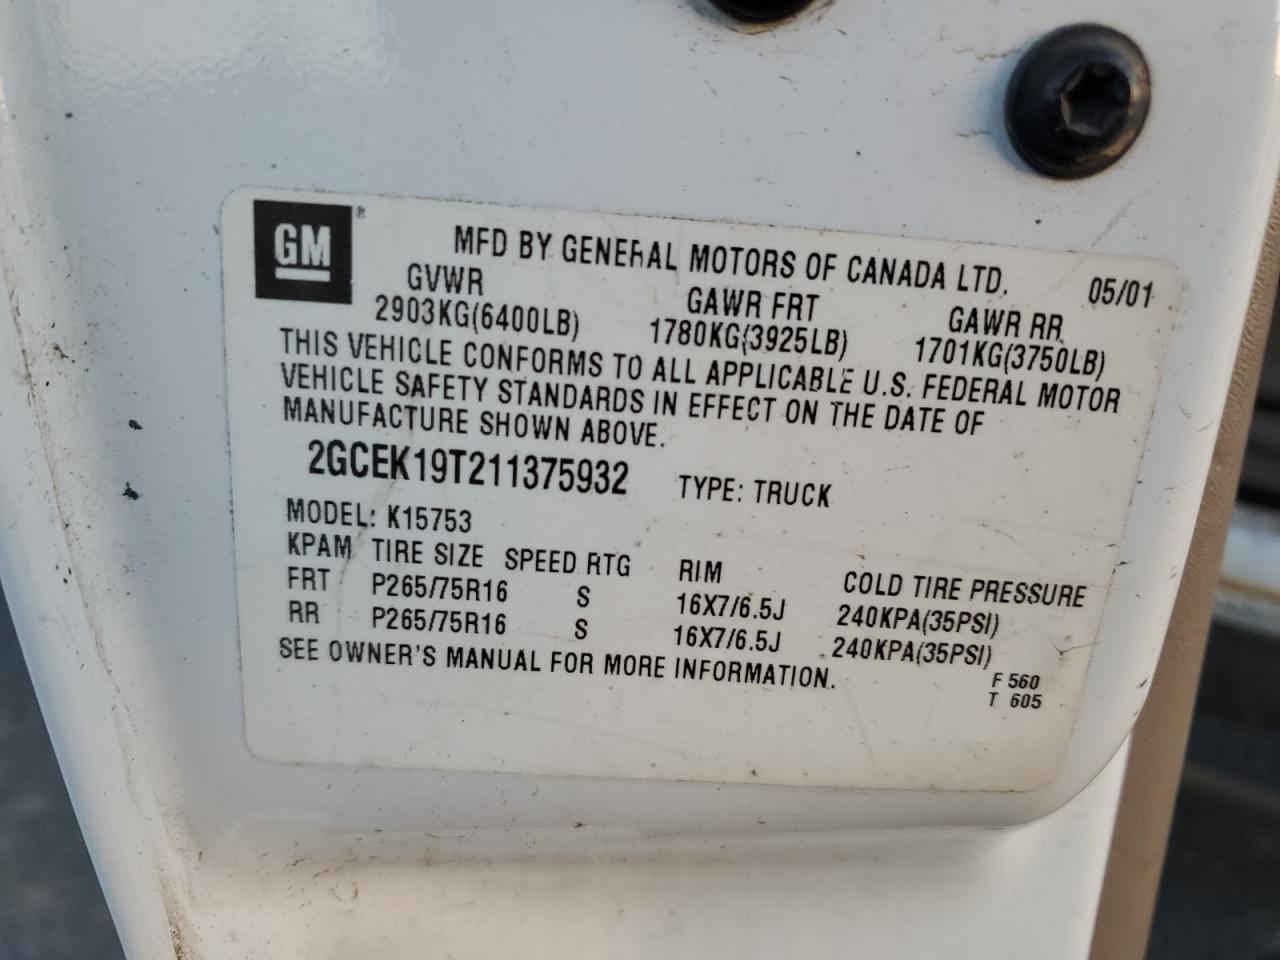 GM®
MFD BY GENERAL MOTORS OF CANADA LTD. 05/01
GVWR GAWR FRT GAWR RR
2903KG(6400LB) 1780KG(3925LB) 1701KG(3750LB)
THIS VEHICLE CONFORMS TO ALL APPLICABLE U.S. FEDERAL MOTOR
VEHICLE SAFETY STANDARDS IN EFFECT ON THE DATE OF
MANUFACTURE SHOWN ABOVE.
2GCEK19T211375932 TYPE: TRUCK
MODEL: K15753
KPAM TIRE SIZE SPEED RTG RIM COLD TIRE PRESSURE
FRT P265/75R16 S 16X7/6.5J 240KPA(35PSI)
RR P265/75R16 S 16X7/6.5J 240KPA(35PSI)
SEE OWNER'S MANUAL FOR MORE INFORMATION.
F 560
T 605